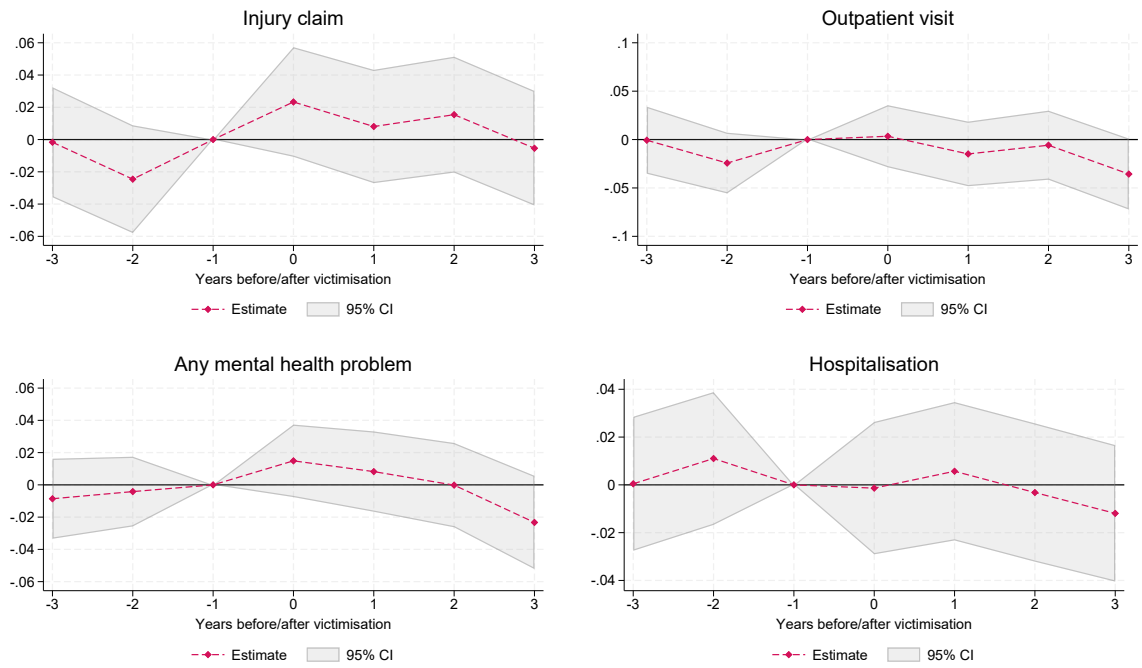 Injury claim
.06
.04
.02
0
-.02
-.04
-.06
-3 -2 -1 0 1 2 3
Years before/after victimisation
Estimate 95% CI
Outpatient visit
.1
.05
0
-.05
-.1
-3 -2 -1 0 1 2 3
Years before/after victimisation
Estimate 95% CI
Any mental health problem
.06
.04
.02
0
-.02
-.04
-.06
-3 -2 -1 0 1 2 3
Years before/after victimisation
Estimate 95% CI
Hospitalisation
.04
.02
0
-.02
-.04
-3 -2 -1 0 1 2 3
Years before/after victimisation
Estimate 95% CI